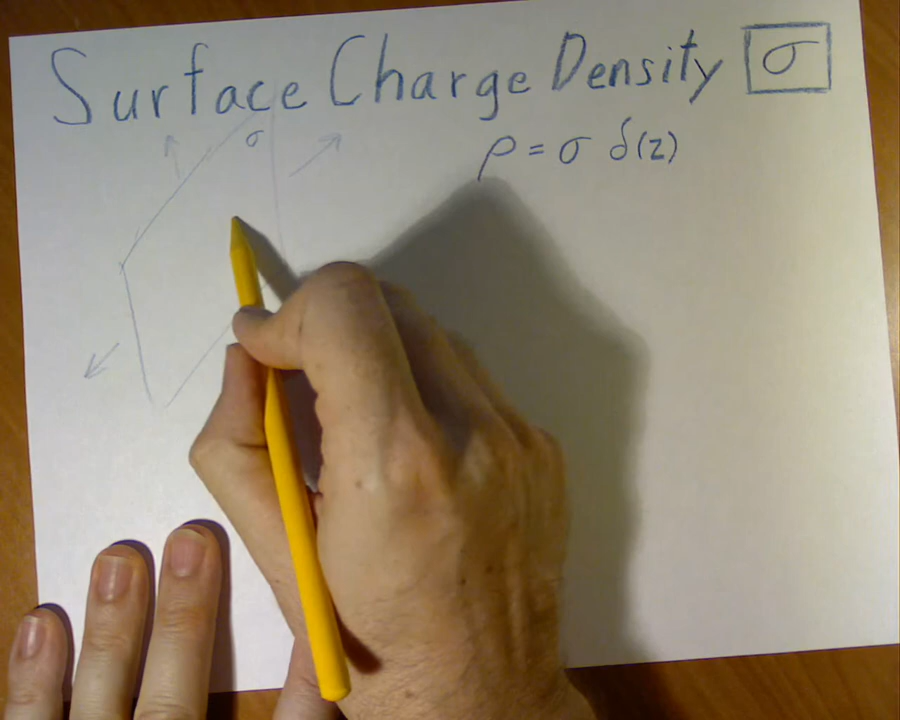 Surface Charge Density σ
σ
ρ = σ δ(z)